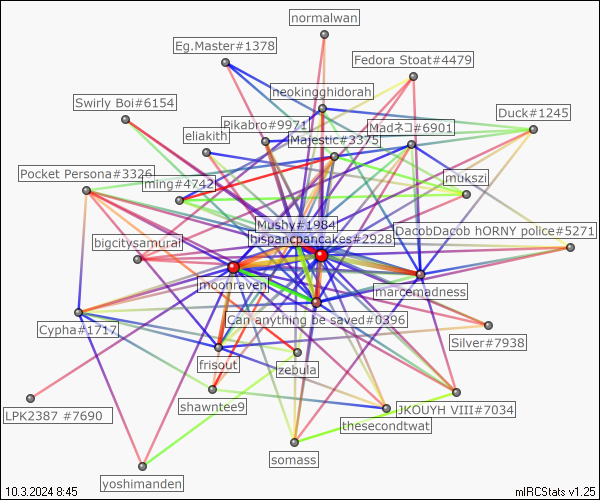 normalwan
Eg.Master#1378
Fedora Stoat#4479
neokingghidorah
Swirly Boi#6154
Duck#1245
Pikabro#9971
Madネコ#6901
eliakith
Majestic#3375
Pocket Persona#3326
ming#4742
mukszi
Mushy#1984
DacobDacob hORNY police#5271
bigcitysamurai
hispancpancakes#2928
moonraven
marcemadness
Can anything be saved#0396
Cypha#1717
Silver#7938
frisout
zebula
LPK2387 #7690
shawntee9
JKOUYH VIII#7034
thesecondtwat
somass
yoshimanden
10.3.2024 8:45
mIRCStats v1.25